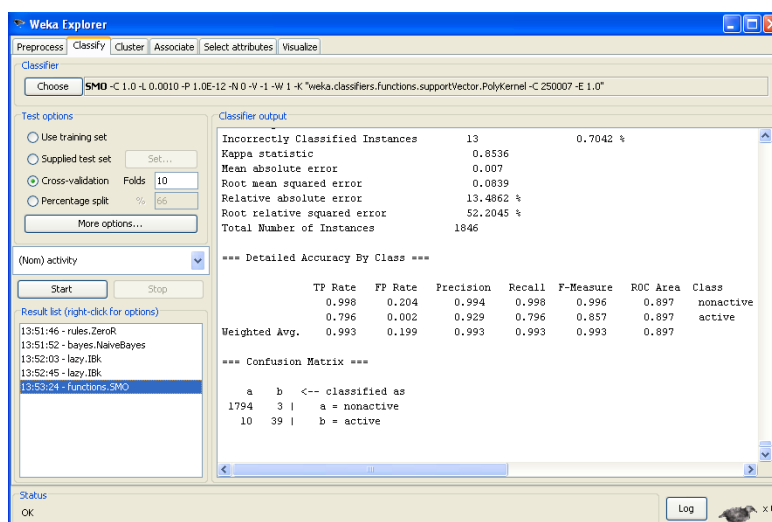 Weka Explorer
Preprocess Classify Cluster Associate Select attributes Visualize
Classifier
Choose SMO -C 1.0 -L 0.0010 -P 1.0E-12 -N 0 -V -1 -W 1 -K "weka.classifiers.functions.supportVector.PolyKernel -C 250007 -E 1.0"
Test options
Use training set
Supplied test set Set...
Cross-validation Folds 10
Percentage split % 66
More options...
(Nom) activity
Start Stop
Result list (right-click for options)
13:51:46 - rules.ZeroR
13:51:52 - bayes.NaiveBayes
13:52:03 - lazy.IBk
13:52:45 - lazy.IBk
13:53:24 - functions.SMO
Classifier output
Incorrectly Classified Instances 13 0.7042 %
Kappa statistic 0.8536
Mean absolute error 0.007
Root mean squared error 0.0839
Relative absolute error 13.4862 %
Root relative squared error 52.2045 %
Total Number of Instances 1846
=== Detailed Accuracy By Class ===
TP Rate FP Rate Precision Recall F-Measure ROC Area Class
0.998 0.204 0.994 0.998 0.996 0.897 nonactive
0.796 0.002 0.929 0.796 0.857 0.897 active
Weighted Avg. 0.993 0.199 0.993 0.993 0.993 0.897
=== Confusion Matrix ===
a b <-- classified as
1794 3 | a = nonactive
10 39 | b = active
Status
OK
Log